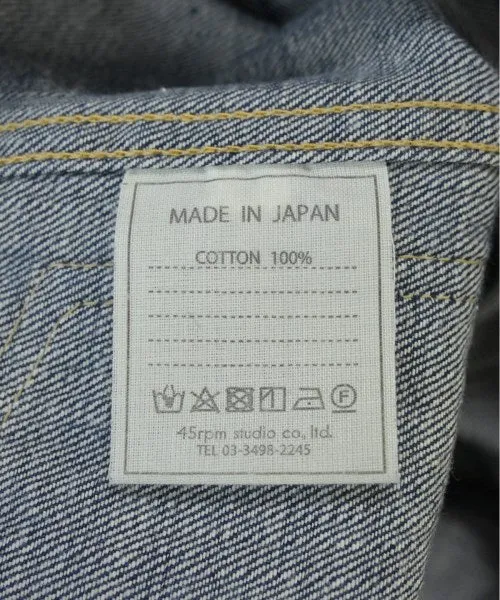 MADE IN JAPAN
COTTON 100%
45rpm studio co., ltd.
TEL 03-3498-2245